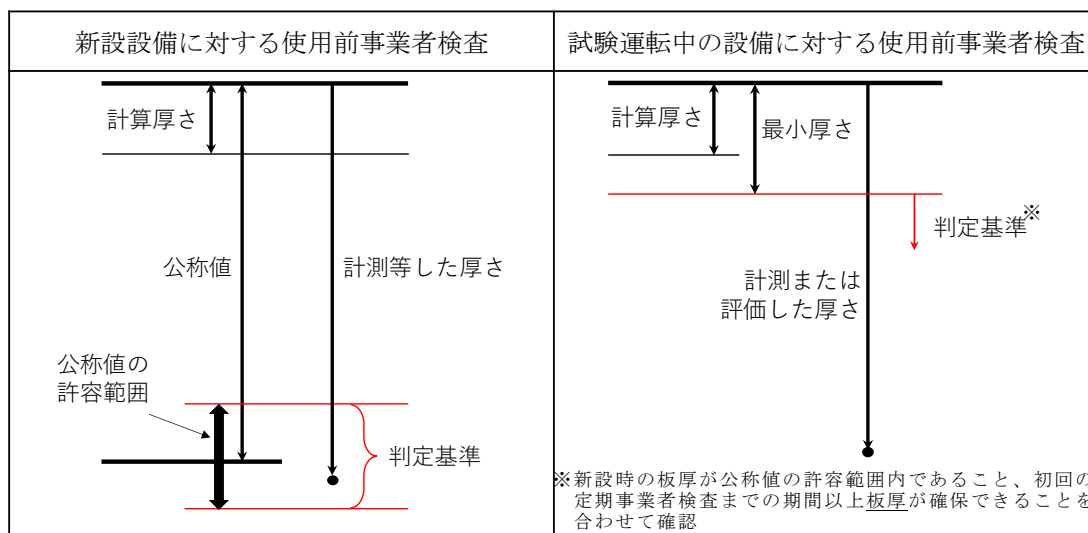 新設設備に対する使用前事業者検査
計算厚さ
公称値
計測等した厚さ
公称値の
許容範囲
判定基準
試験運転中の設備に対する使用前事業者検査
計算厚さ
最小厚さ
判定基準※
計測または
評価した厚さ
※新設時の板厚が公称値の許容範囲内であること、初回の
定期事業者検査までの期間以上板厚が確保できることを
合わせて確認